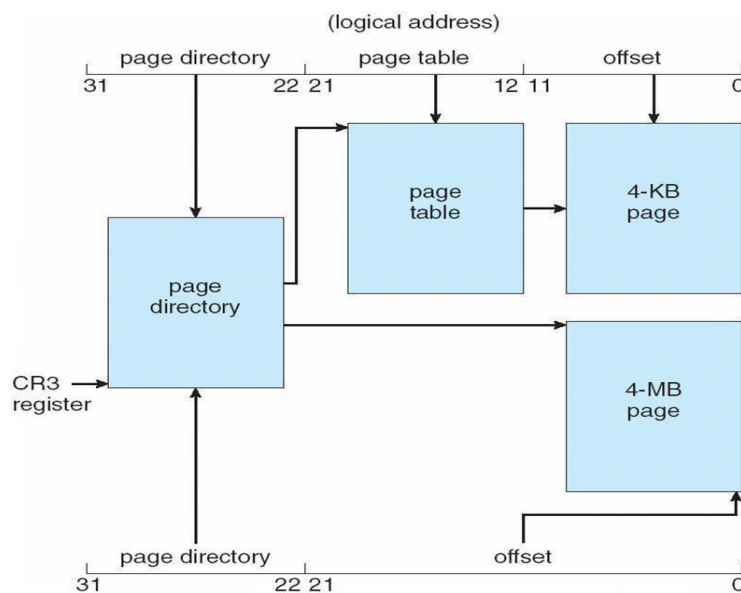 (logical address)
page directory page table offset
31 22 21 12 11 0
page
table
4-KB
page
page
directory
CR3
register
4-MB
page
page directory offset
31 22 21 0